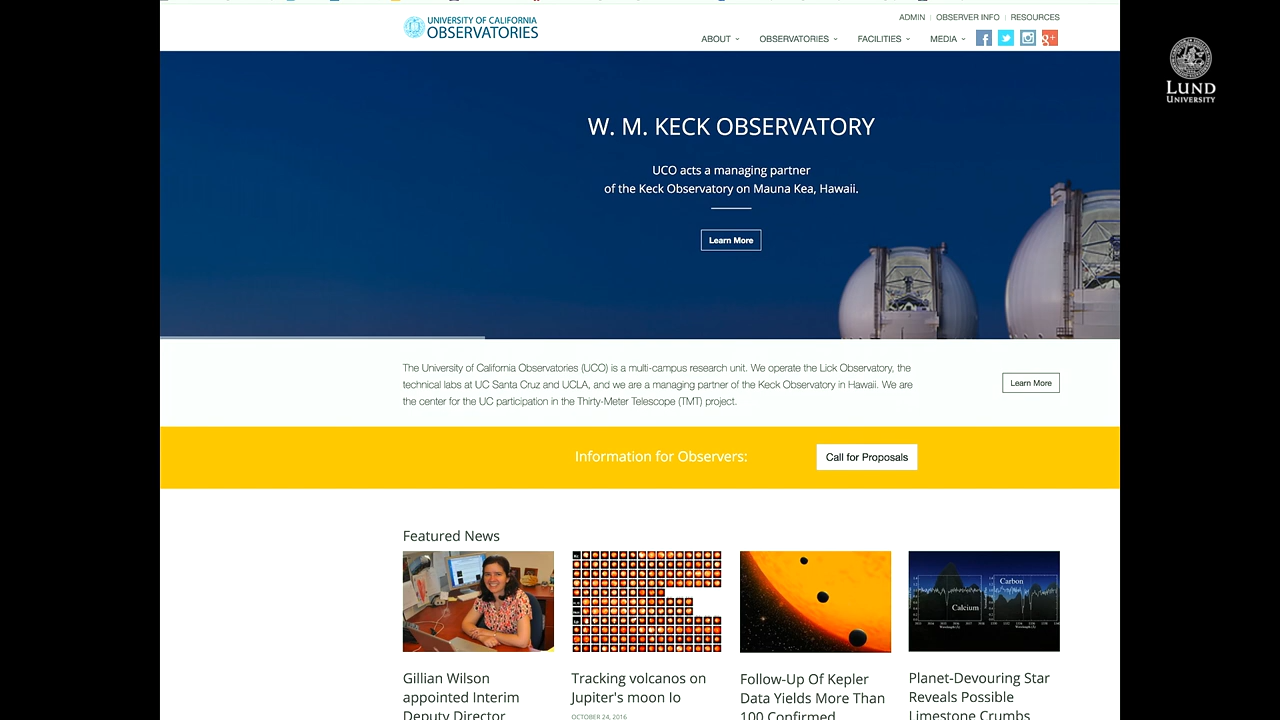 UNIVERSITY OF CALIFORNIA
OBSERVATORIES
ADMIN
OBSERVER INFO
RESOURCES
ABOUT
OBSERVATORIES
FACILITIES
MEDIA
LUND
UNIVERSITY
W. M. KECK OBSERVATORY
UCO acts a managing partner
of the Keck Observatory on Mauna Kea, Hawaii.
Learn More
The University of California Observatories (UCO) is a multi-campus research unit. We operate the Lick Observatory, the
technical labs at UC Santa Cruz and UCLA, and we are a managing partner of the Keck Observatory in Hawaii. We are
the center for the UC participation in the Thirty-Meter Telescope (TMT) project.
Learn More
Information for Observers:
Call for Proposals
Featured News
Carbon
Calcium
Gillian Wilson
appointed Interim
Deputy Director
Tracking volcanos on
Jupiter's moon Io
OCTOBER 24, 2016
Follow-Up Of Kepler
Data Yields More Than
100 Confirmed
Planet-Devouring Star
Reveals Possible
Limestone Crumbs